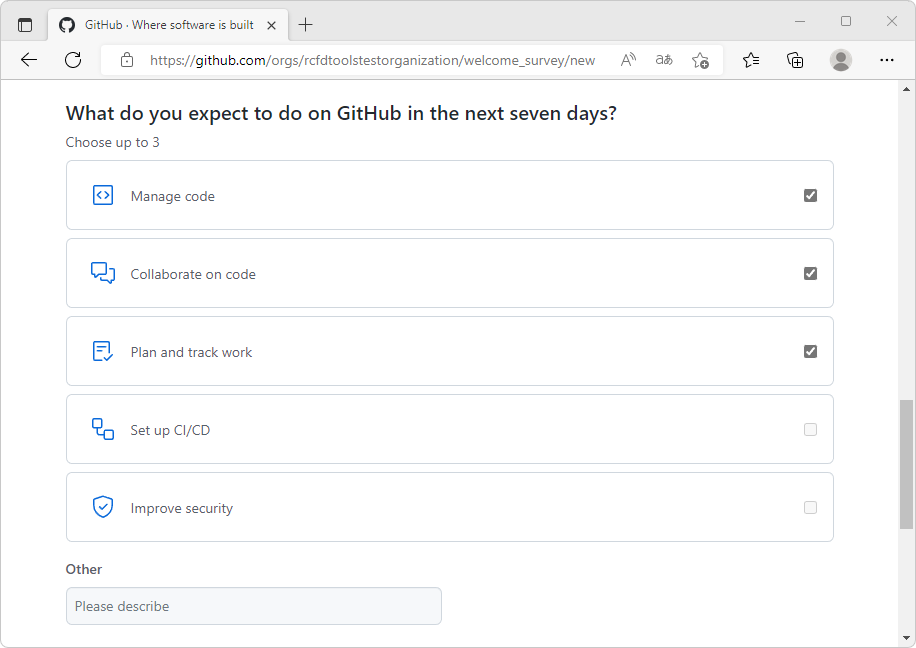 GitHub · Where software is built
https://github.com/orgs/rcfdtoolstestorganization/welcome_survey/new
What do you expect to do on GitHub in the next seven days?
Choose up to 3
Manage code
Collaborate on code
Plan and track work
Set up CI/CD
Improve security
Other
Please describe